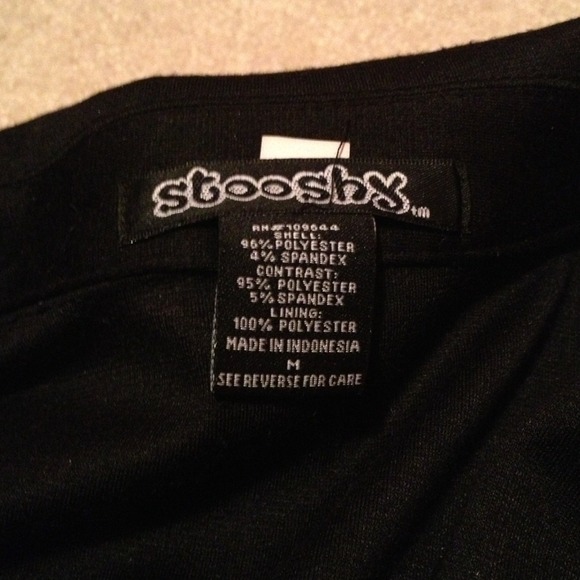 stooshy tm
RN# 109644
SHELL:
96% POLYESTER
4% SPANDEX
CONTRAST:
95% POLYESTER
5% SPANDEX
LINING:
100% POLYESTER
MADE IN INDONESIA
M
SEE REVERSE FOR CARE